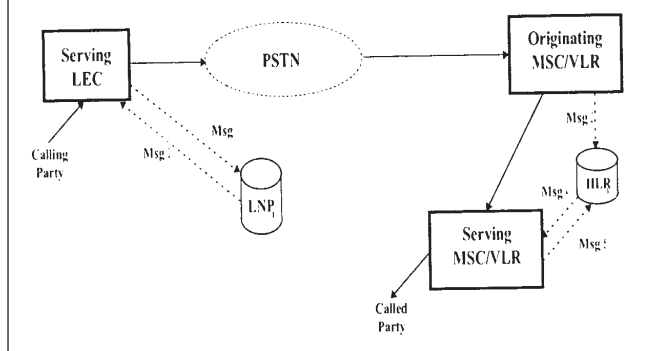 Serving
LEC
PSTN
Originating
MSC/VLR
Calling
Party
Msg
Msg
LNP
Msg
HLR
Msg
Msg 5
Serving
MSC/VLR
Called
Party